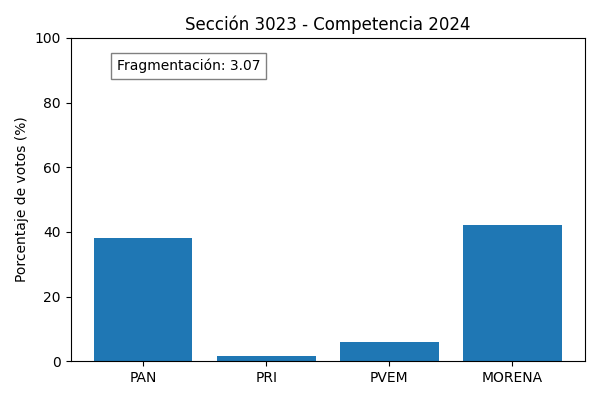 Sección 3023 - Competencia 2024
Fragmentación: 3.07
Porcentaje de votos (%)
100
80
60
40
20
0
PAN PRI PVEM MORENA